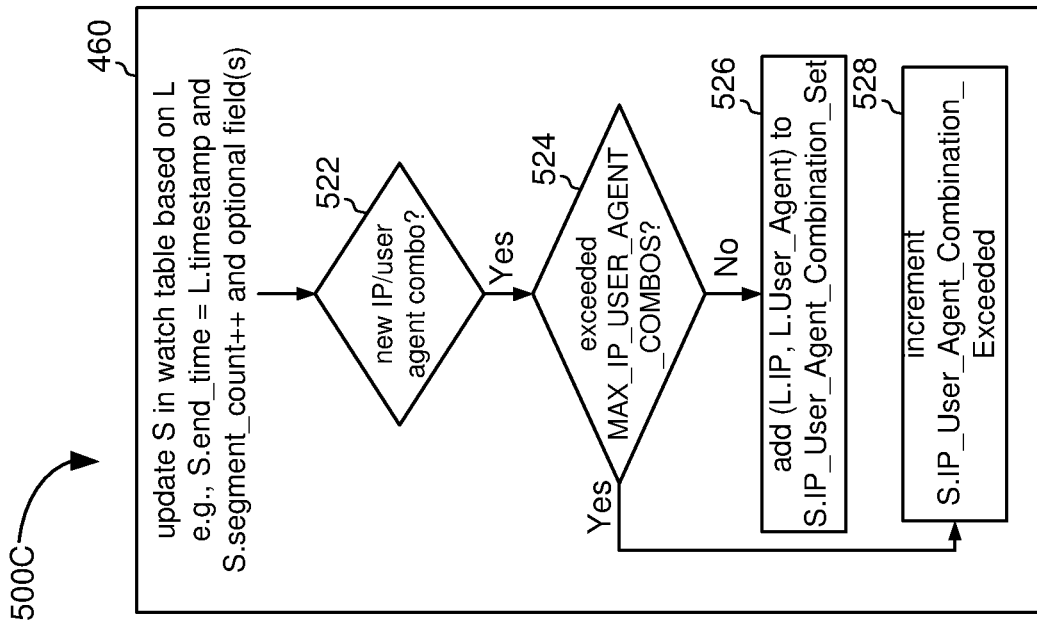 500C
460
update S in watch table based on L
e.g., S.end_time = L.timestamp and
S.segment_count++ and optional field(s)
522
new IP/user
agent combo?
Yes
524
exceeded
MAX_IP_USER_AGENT
_COMBOS?
Yes
No
526
add (L.IP, L.User_Agent) to
S.IP_User_Agent_Combination_Set
528
increment
S.IP_User_Agent_Combination_
Exceeded